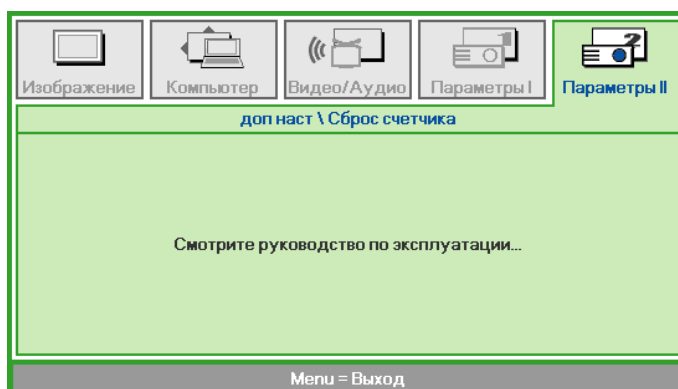 Изображение
Компьютер
Видео/Аудио
Параметры I
Параметры II
доп наст \ Сброс счетчика
Смотрите руководство по эксплуатации...
Menu = Выход